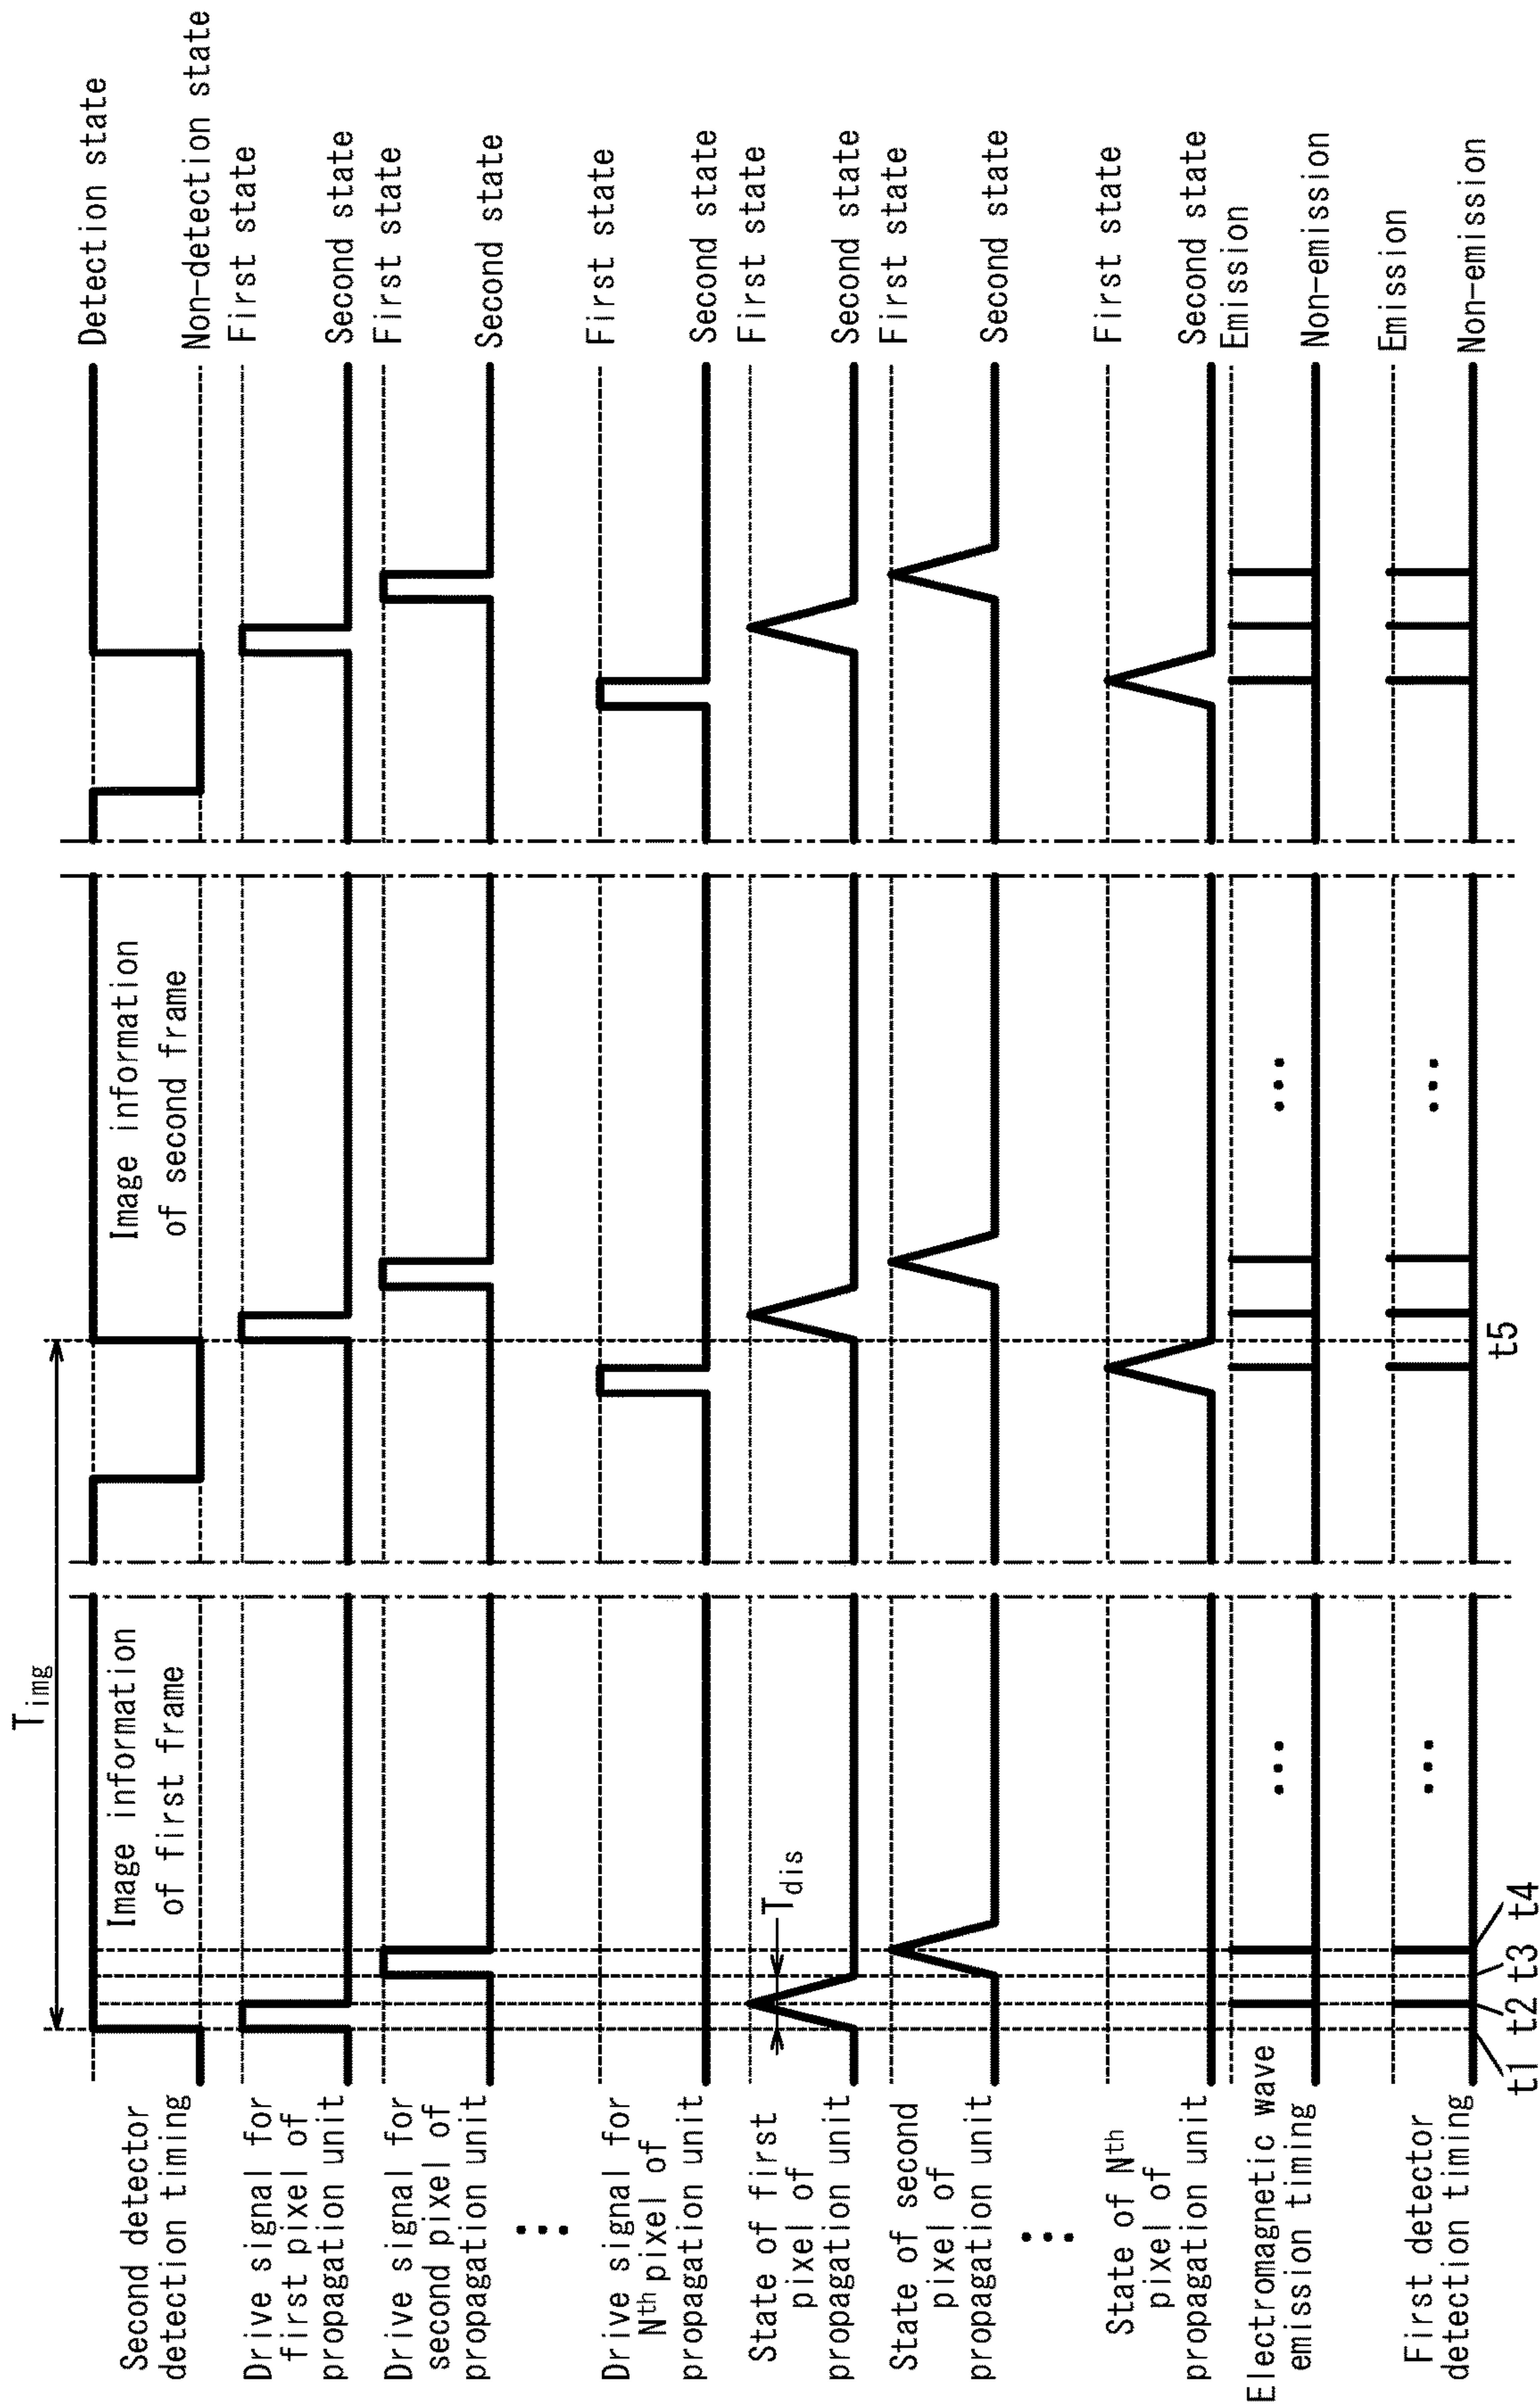 T_img
Second detector
detection timing
Image information
of first frame
Image information
of second frame
Detection state
Non-detection state
Drive signal for
first pixel of
propagation unit
First state
Second state
Drive signal for
second pixel of
propagation unit
First state
Second state
⋮
Drive signal for
Nth pixel of
propagation unit
First state
Second state
State of first
pixel of
propagation unit
T_dis
First state
Second state
State of second
pixel of
propagation unit
First state
Second state
⋮
State of Nth
pixel of
propagation unit
First state
Second state
Electromagnetic wave
emission timing
...
...
Emission
Non-emission
First detector
detection timing
...
...
Emission
Non-emission
t1 t2 t3 t4 t5